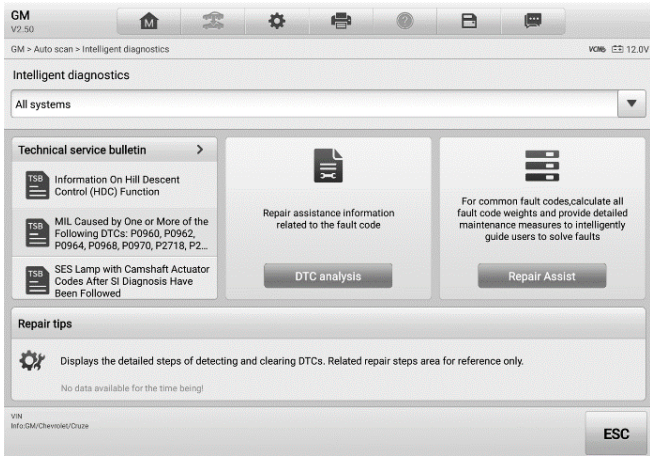 GM
V2.50
M
GM > Auto scan > Intelligent diagnostics
VCMI 12.0V
Intelligent diagnostics
All systems
Technical service bulletin >
TSB
Information On Hill Descent
Control (HDC) Function
TSB
MIL Caused by One or More of the
Following DTCs: P0960, P0962,
P0964, P0968, P0970, P2718, P2...
TSB
SES Lamp with Camshaft Actuator
Codes After SI Diagnosis Have
Been Followed
Repair assistance information
related to the fault code
DTC analysis
For common fault codes,calculate all
fault code weights and provide detailed
maintenance measures to intelligently
guide users to solve faults
Repair Assist
Repair tips
Displays the detailed steps of detecting and clearing DTCs. Related repair steps area for reference only.
No data available for the time being!
VIN
Info:GM/Chevrolet/Cruze
ESC